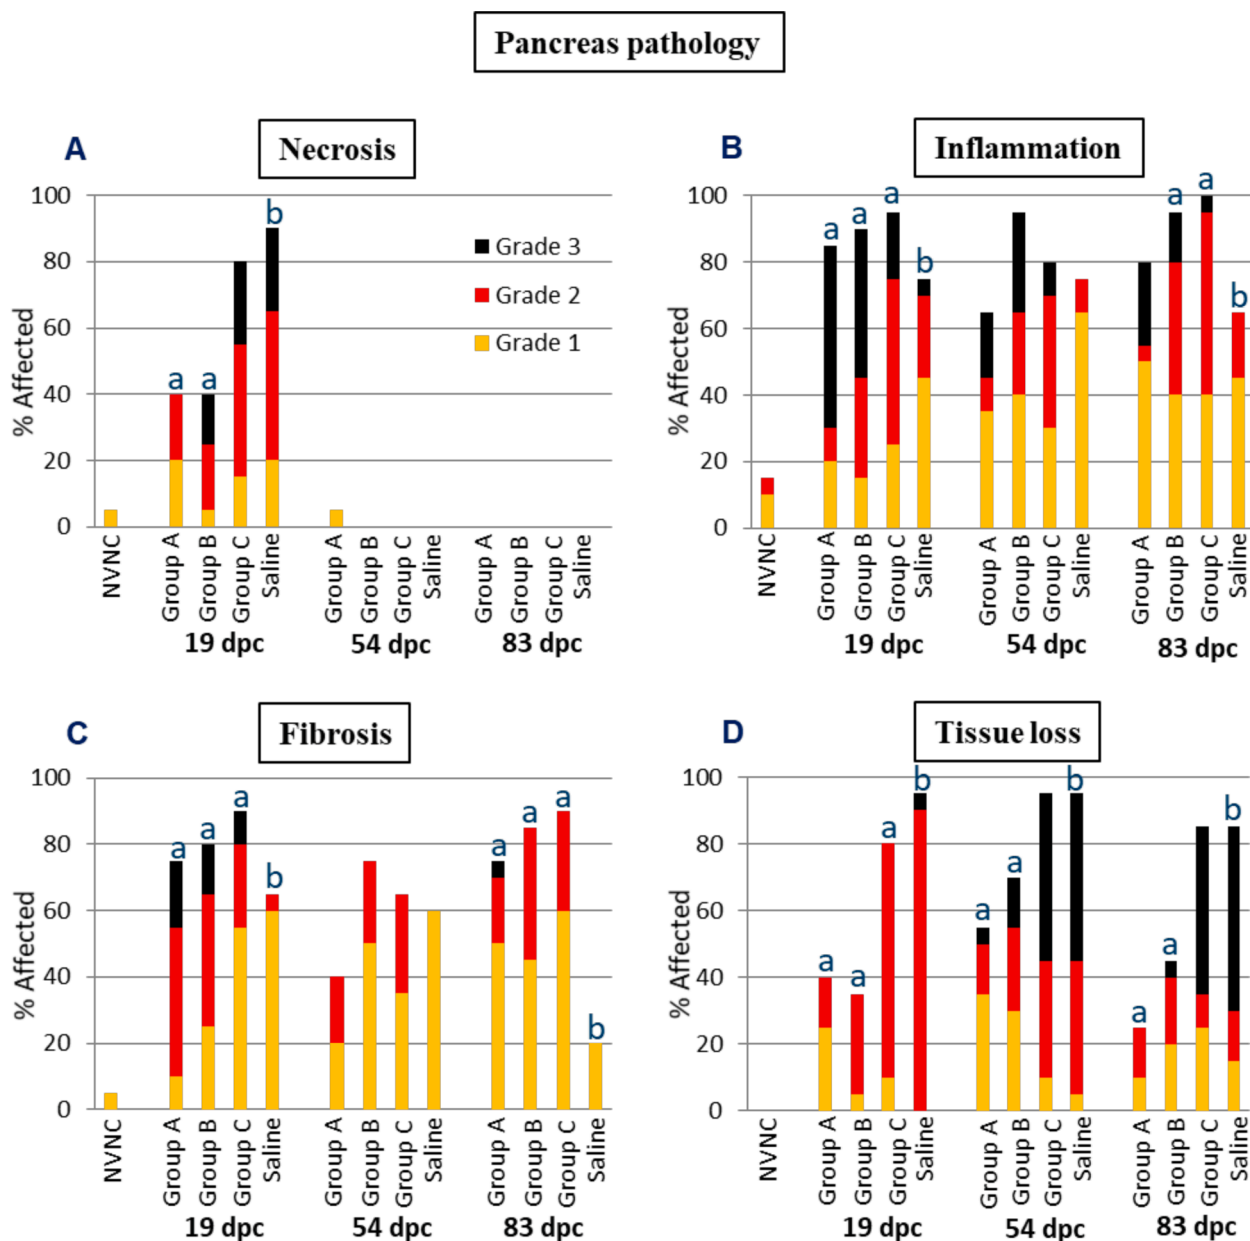 Pancreas pathology
A
Necrosis
b
a a
Grade 3
Grade 2
Grade 1
% Affected
100
80
60
40
20
0
NVNC
Group A
Group B
Group C
Saline
Group A
Group B
Group C
Saline
Group A
Group B
Group C
Saline
19 dpc 54 dpc 83 dpc
B
Inflammation
a a a b
a a b
% Affected
100
80
60
40
20
0
NVNC
Group A
Group B
Group C
Saline
Group A
Group B
Group C
Saline
Group A
Group B
Group C
Saline
19 dpc 54 dpc 83 dpc
C
Fibrosis
a a a b
a a a b
% Affected
100
80
60
40
20
0
NVNC
Group A
Group B
Group C
Saline
Group A
Group B
Group C
Saline
Group A
Group B
Group C
Saline
19 dpc 54 dpc 83 dpc
D
Tissue loss
a a a b
a a b
a a b
% Affected
100
80
60
40
20
0
NVNC
Group A
Group B
Group C
Saline
Group A
Group B
Group C
Saline
Group A
Group B
Group C
Saline
19 dpc 54 dpc 83 dpc